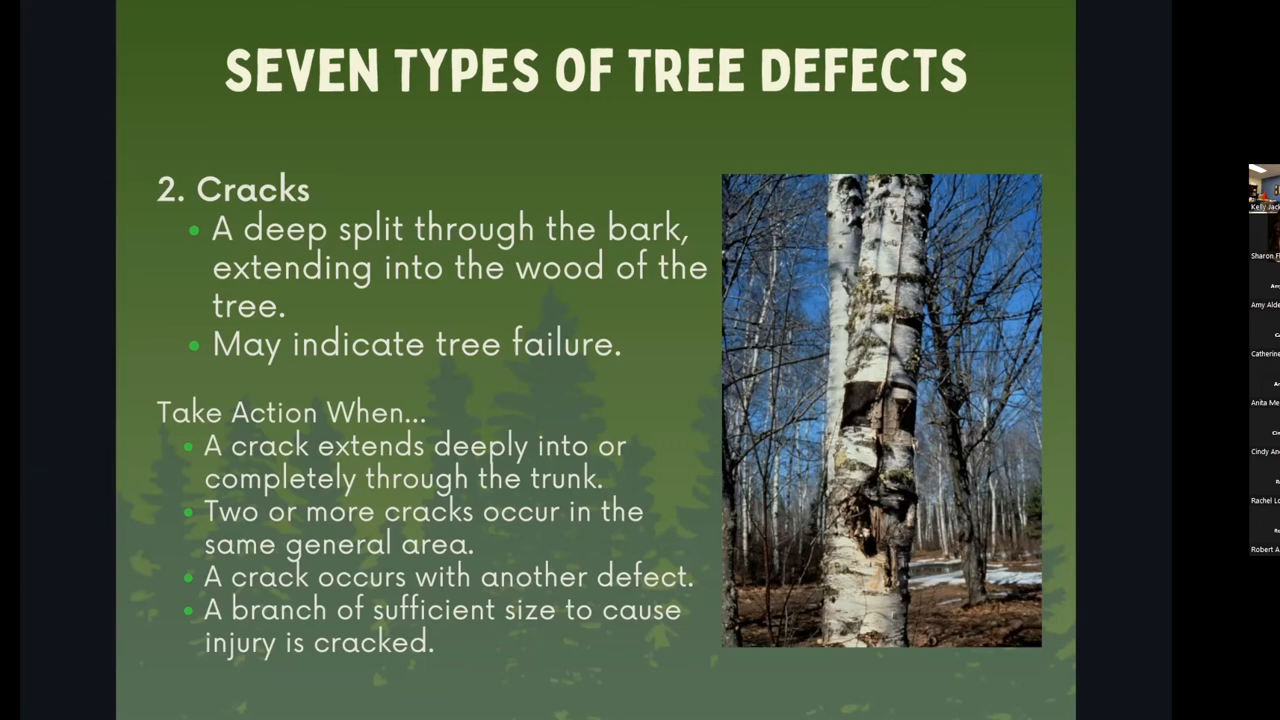 SEVEN TYPES OF TREE DEFECTS
2. Cracks
A deep split through the bark,
extending into the wood of the
tree.
May indicate tree failure.
Take Action When...
A crack extends deeply into or
completely through the trunk.
Two or more cracks occur in the
same general area.
A crack occurs with another defect.
A branch of sufficient size to cause
injury is cracked.
Kelly Jack
Sharon F
Amy Alde
Catherine
Anita Me
Cindy An
Rachel Lo
Robert A